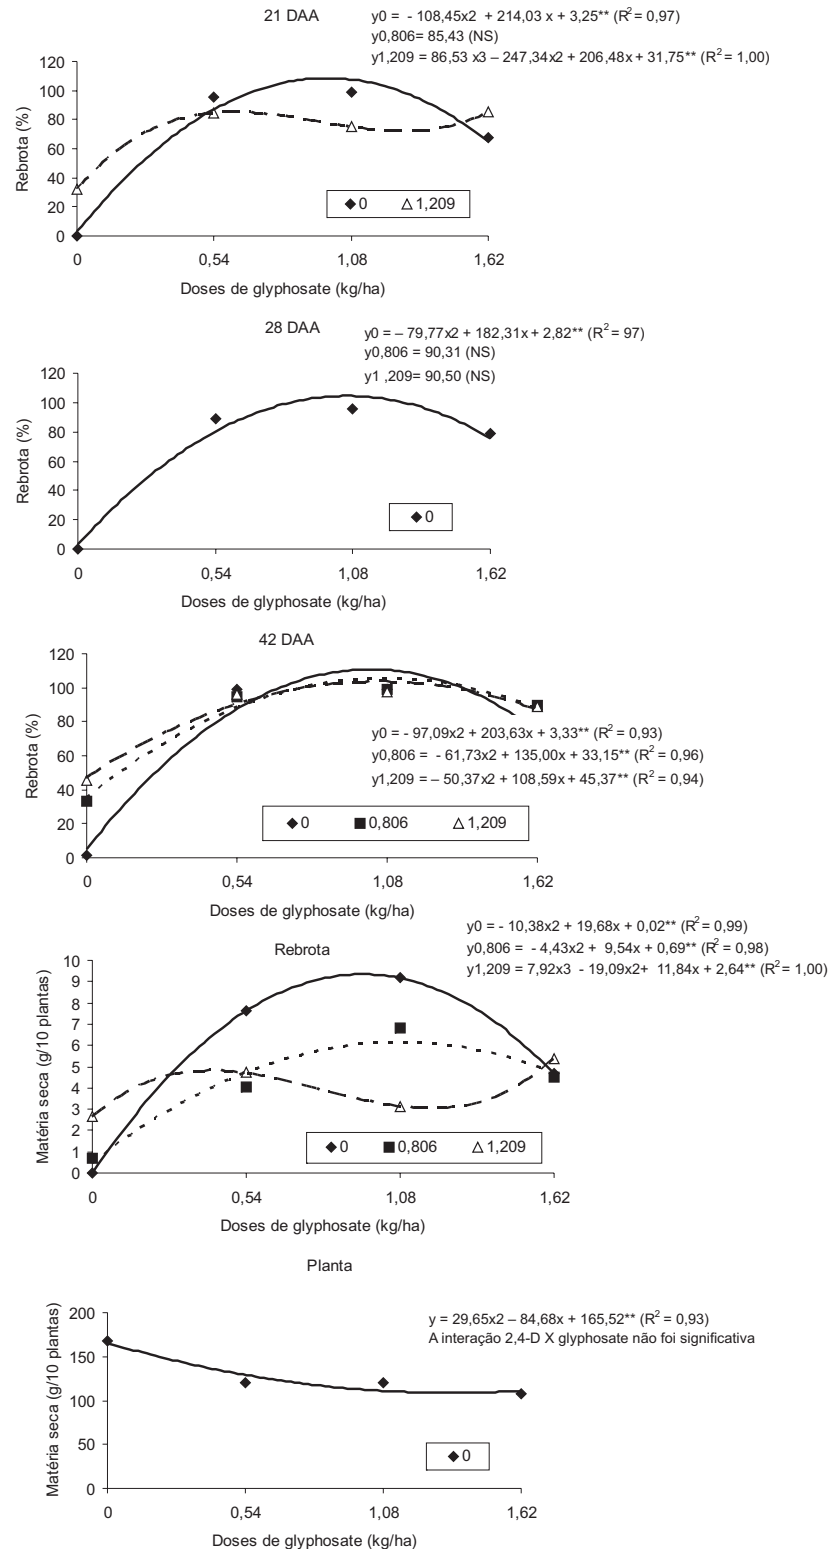 21 DAA
y0 = - 108,45x2 + 214,03 x + 3,25** (R2 = 0,97)
y0,806= 85,43 (NS)
y1,209= 86,53 x3 – 247,34x2 + 206,48x + 31,75** (R2 = 1,00)
120
100
80
60
40
20
0
Rebrota (%)
0 1,209
0 0,54 1,08 1,62
Doses de glyphosate (kg/ha)
28 DAA
y0 = – 79,77x2 + 182,31x + 2,82** (R2 = 97)
y0,806 = 90,31 (NS)
y1 ,209= 90,50 (NS)
120
100
80
60
40
20
0
Rebrota (%)
0
0 0,54 1,08 1,62
Doses de glyphosate (kg/ha)
42 DAA
120
100
80
60
40
20
0
Rebrota (%)
y0 = - 97,09x2 + 203,63x + 3,33** (R2 = 0,93)
y0,806 = - 61,73x2 + 135,00x + 33,15** (R2 = 0,96)
y1,209 = – 50,37x2 + 108,59x + 45,37** (R2 = 0,94)
0 0,806 1,209
0 0,54 1,08 1,62
Doses de glyphosate (kg/ha)
y0 = - 10,38x2 + 19,68x + 0,02** (R2 = 0,99)
y0,806 = - 4,43x2 + 9,54x + 0,69** (R2 = 0,98)
y1,209 = 7,92x3 - 19,09x2+ 11,84x + 2,64** (R2 = 1,00)
Rebrota
10
9
8
7
6
5
4
3
2
1
0
Matéria seca (g/10 plantas)
0 0,806 1,209
0 0,54 1,08 1,62
Doses de glyphosate (kg/ha)
Planta
y = 29,65x2 – 84,68x + 165,52** (R2 = 0,93)
A interação 2,4-D X glyphosate não foi significativa
200
150
100
50
0
Matéria seca (g/10 plantas)
0
0 0,54 1,08 1,62
Doses de glyphosate (kg/ha)